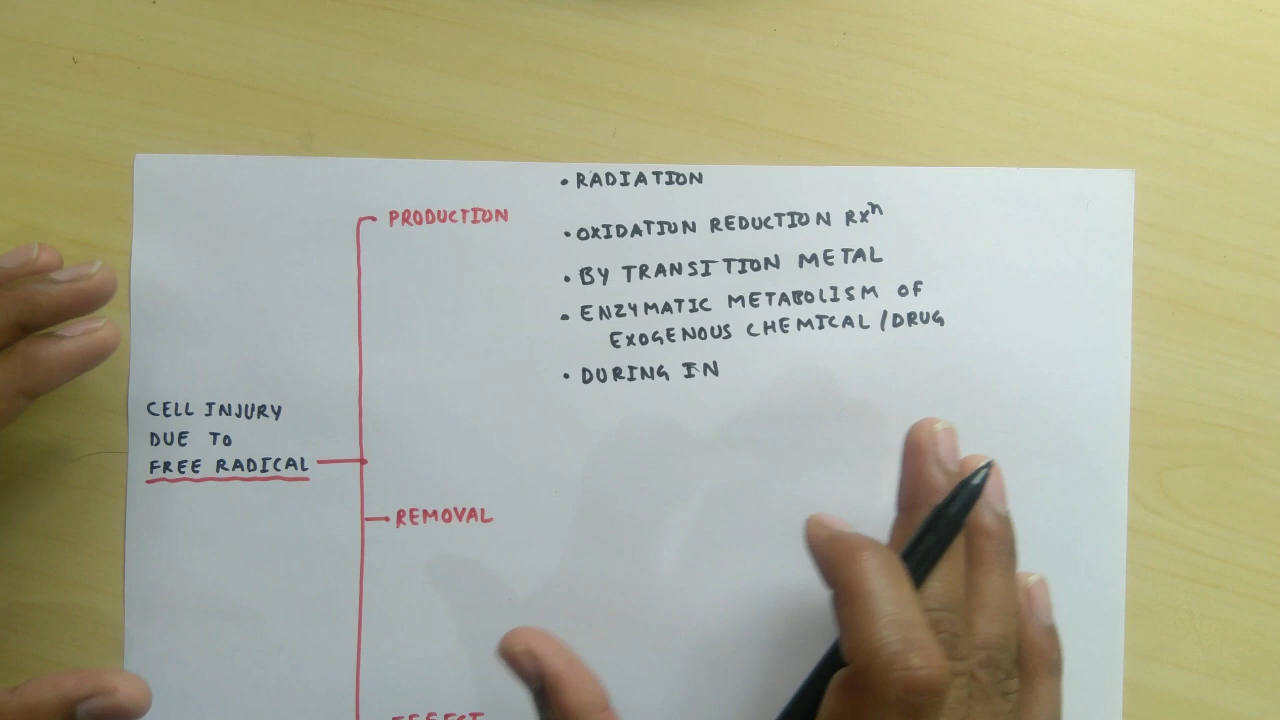 • RADIATION
PRODUCTION
• OXIDATION REDUCTION RXⁿ
• BY TRANSITION METAL
• ENZYMATIC METABOLISM OF
EXOGENOUS CHEMICAL / DRUG
• DURING IN
CELL INJURY
DUE TO
FREE RADICAL
REMOVAL
EFFECT